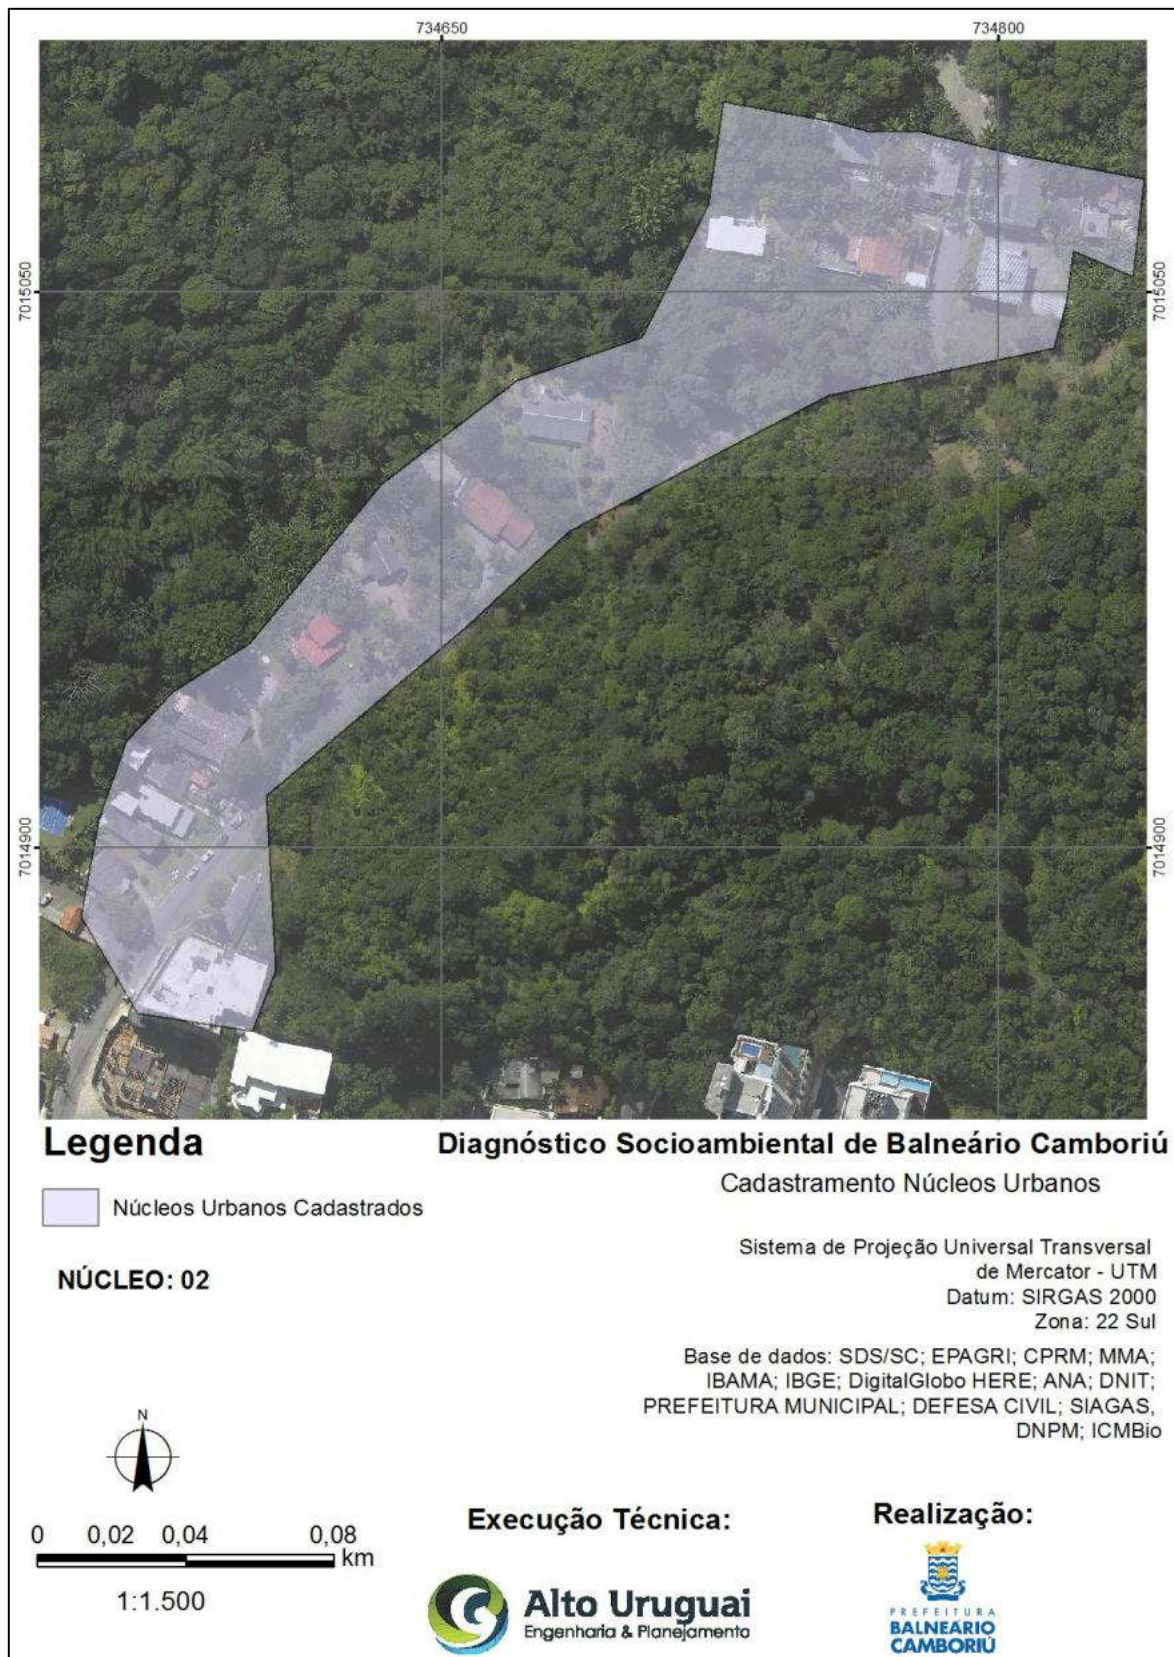 734650
734800
7015050
7015050
7014900
7014900
Legenda
Núcleos Urbanos Cadastrados
NÚCLEO: 02
Diagnóstico Socioambiental de Balneário Camboriú
Cadastramento Núcleos Urbanos
Sistema de Projeção Universal Transversal
de Mercator - UTM
Datum: SIRGAS 2000
Zona: 22 Sul
Base de dados: SDS/SC; EPAGRI; CPRM; MMA;
IBAMA; IBGE; DigitalGlobo HERE; ANA; DNIT;
PREFEITURA MUNICIPAL; DEFESA CIVIL; SIAGAS,
DNPM; ICMBio
N
0 0,02 0,04 0,08
km
1:1.500
Execução Técnica:
Alto Uruguai
Engenharia & Planejamento
Realização:
PREFEITURA
BALNEÁRIO
CAMBORIÚ